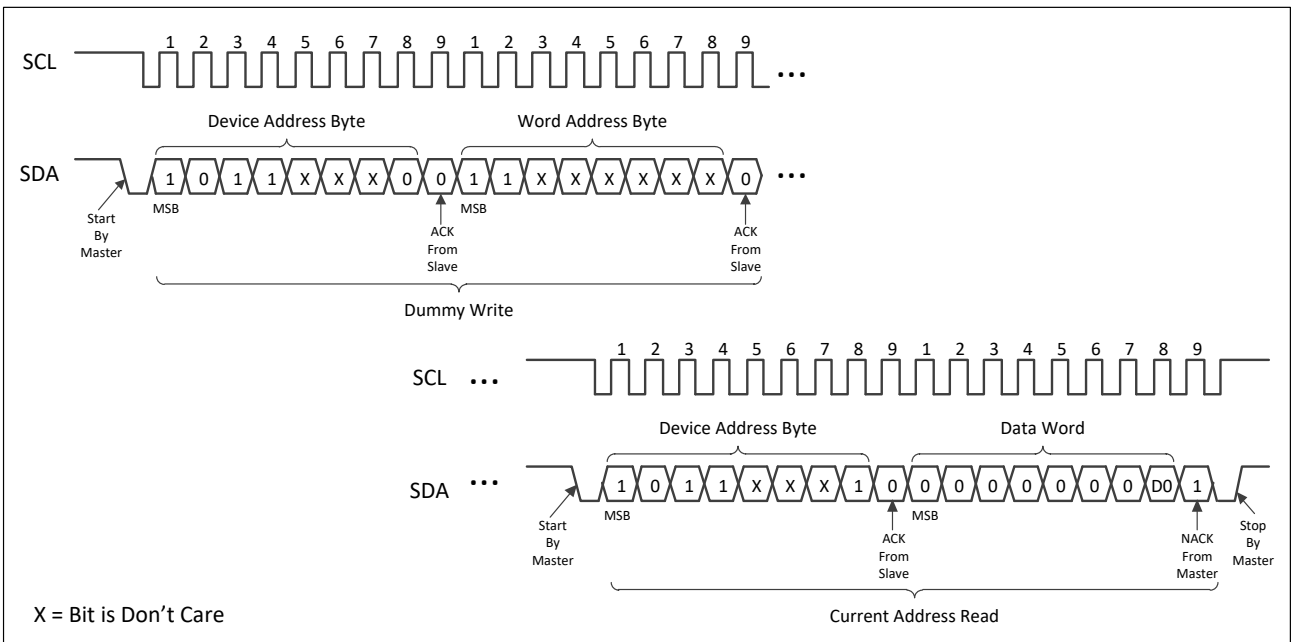 1 2 3 4 5 6 7 8 9 1 2 3 4 5 6 7 8 9
SCL
...
Device Address Byte Word Address Byte
SDA
1 0 1 1 X X X 0 0 1 1 X X X X X X 0
...
MSB MSB
Start
By
Master
ACK
From
Slave
ACK
From
Slave
Dummy Write
1 2 3 4 5 6 7 8 9 1 2 3 4 5 6 7 8 9
SCL ...
Device Address Byte Data Word
SDA ...
1 0 1 1 X X X 1 0 0 0 0 0 0 0 0 D0 1
MSB MSB
Start
By
Master
ACK
From
Slave
NACK
From
Master
Stop
By
Master
Current Address Read
X = Bit is Don’t Care